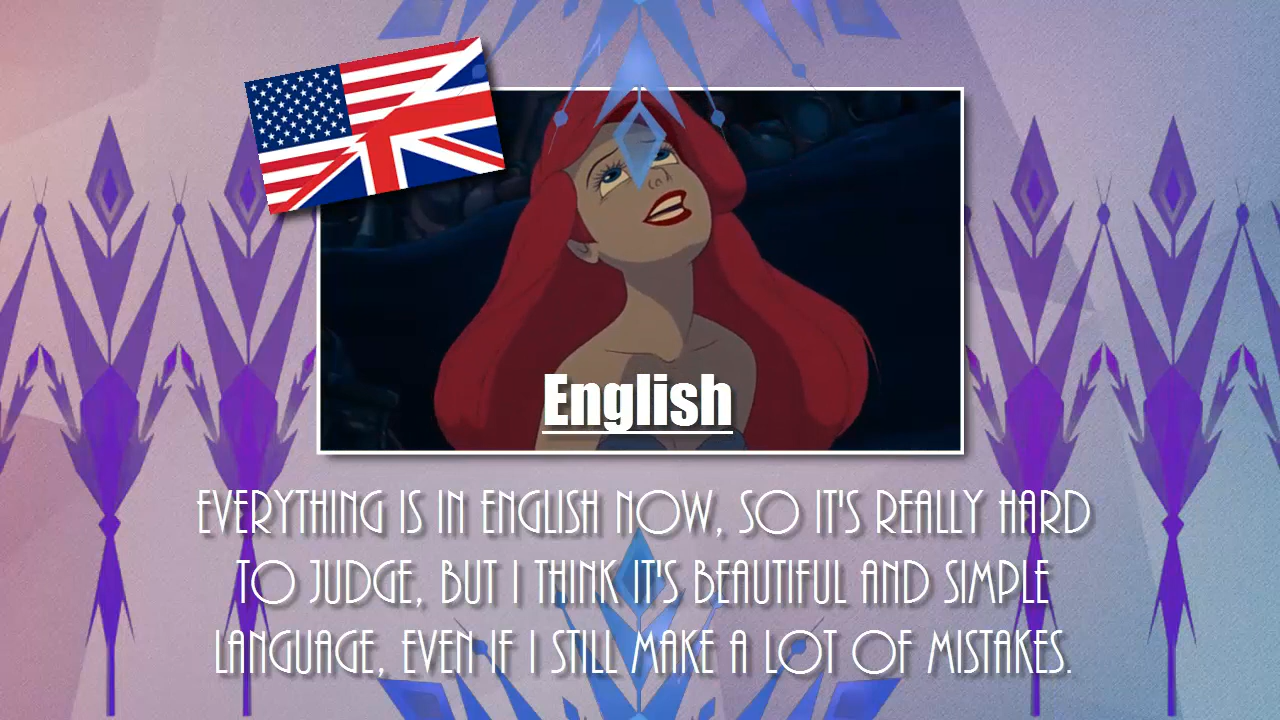 English
EVERYTHING IS IN ENGLISH NOW, SO IT'S REALLY HARD
TO JUDGE, BUT I THINK IT'S BEAUTIFUL AND SIMPLE
LANGUAGE, EVEN IF I STILL MAKE A LOT OF MISTAKES.